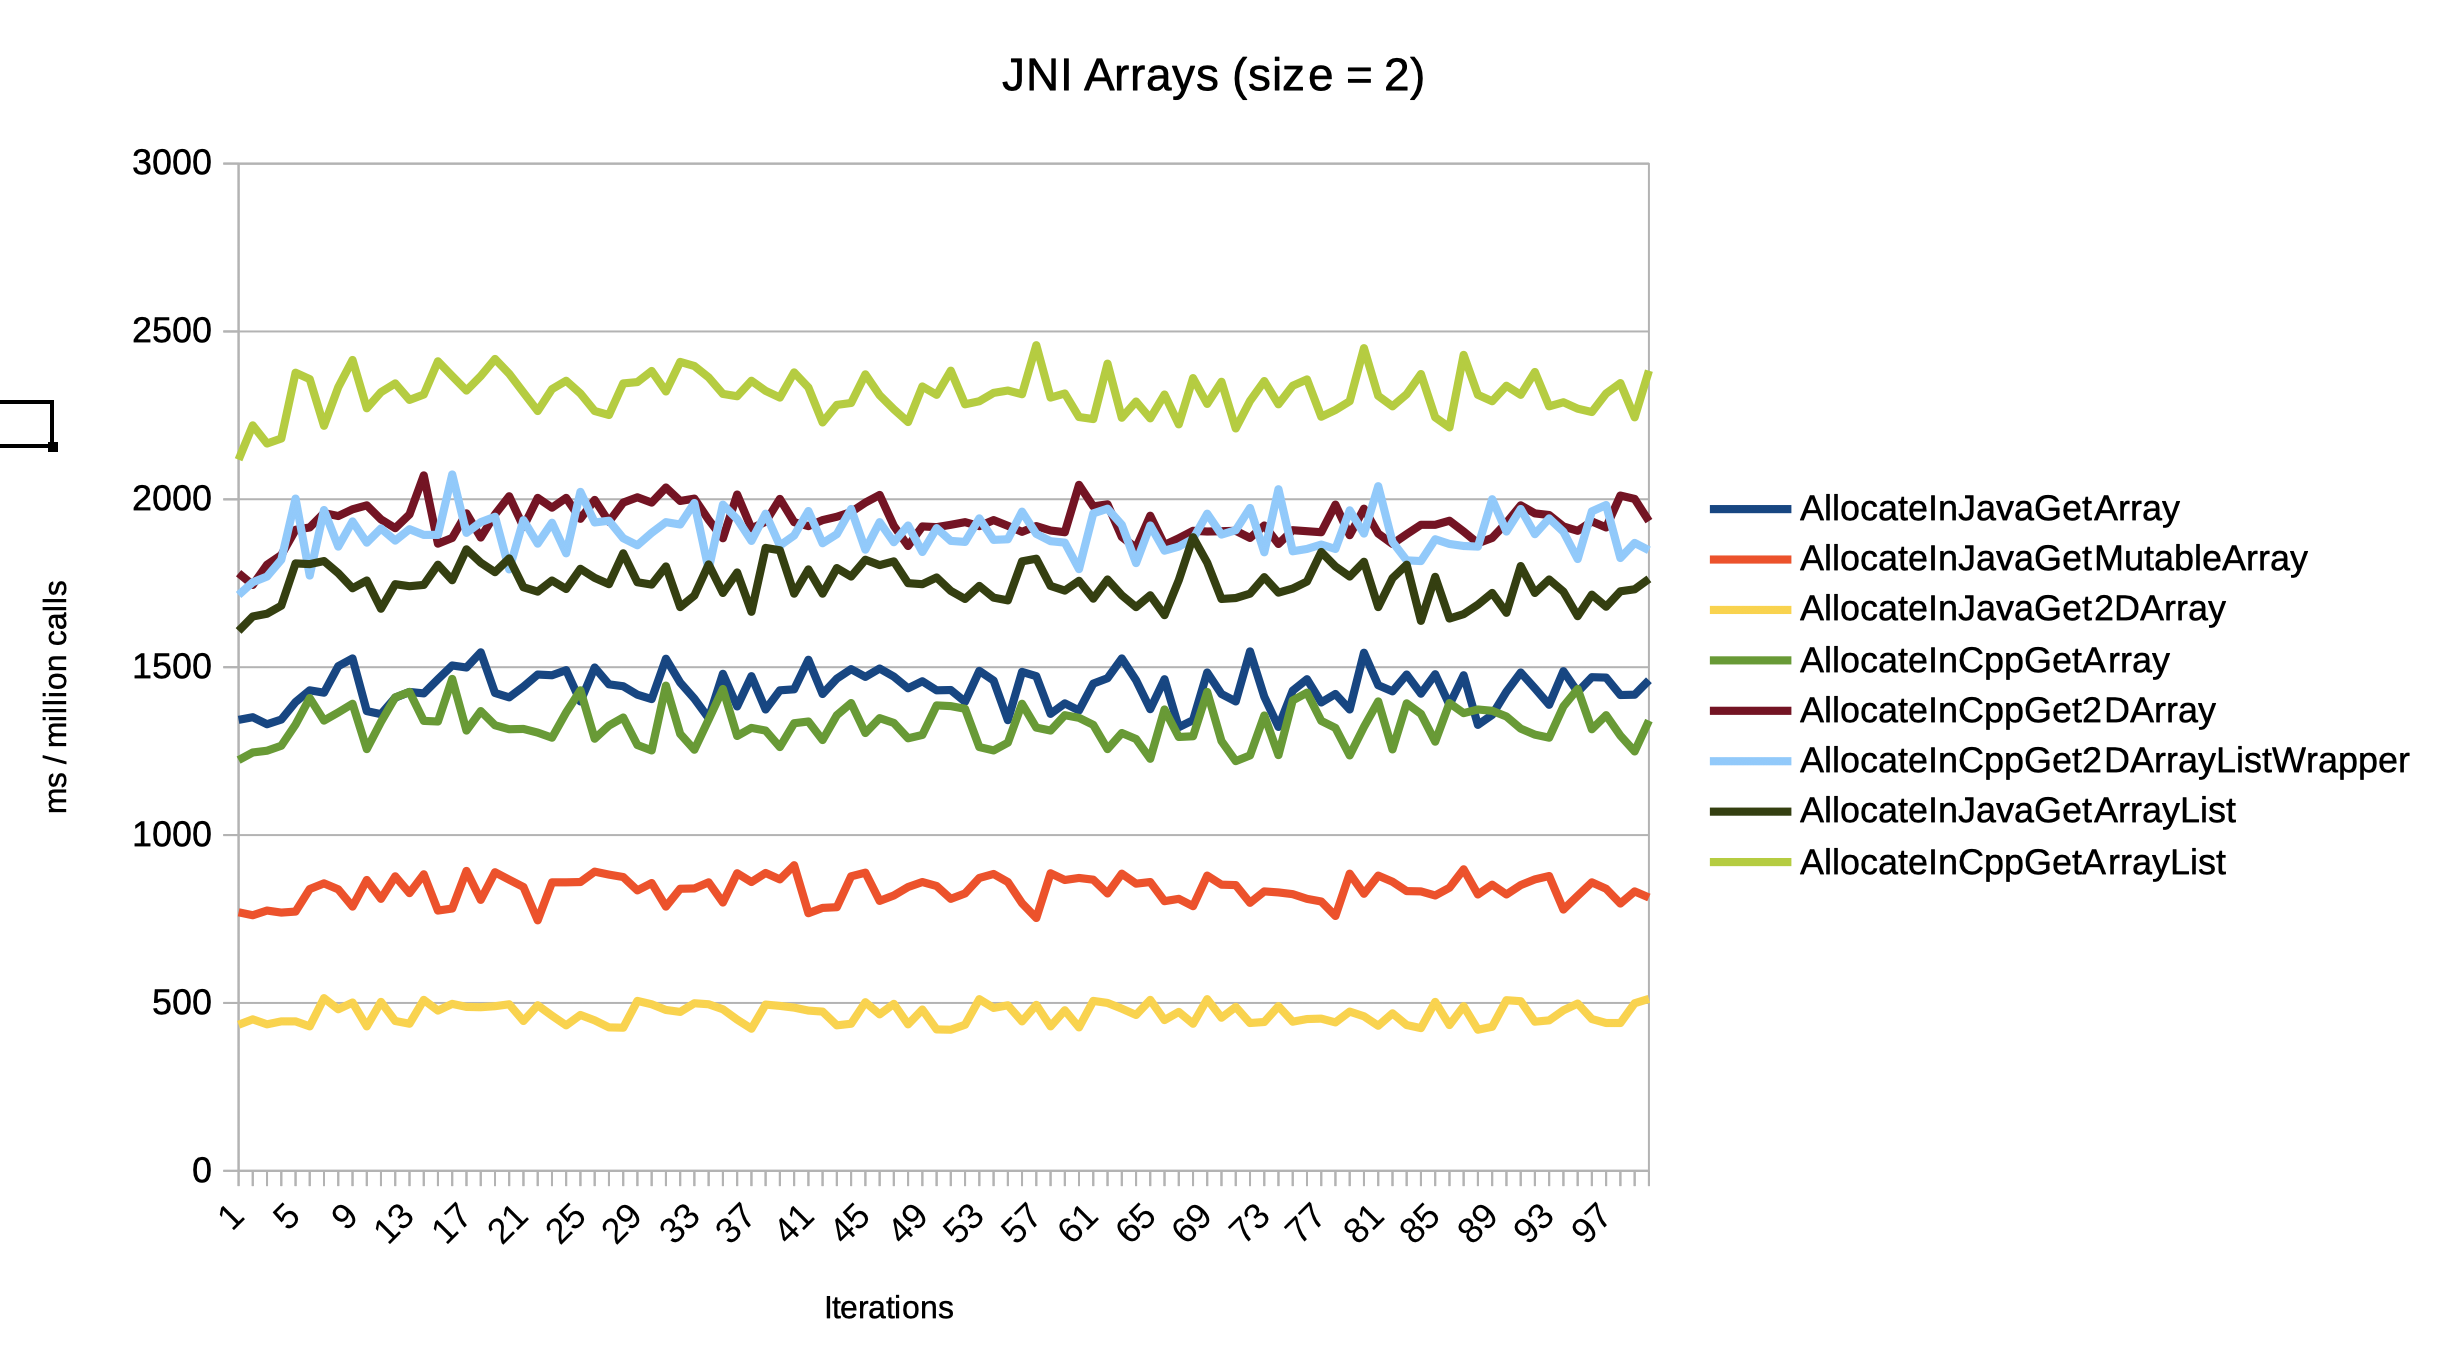 JNI Arrays (size = 2)
3000
2500
2000
1500
1000
500
0
ms / million calls
1 5 9 13 17 21 25 29 33 37 41 45 49 53 57 61 65 69 73 77 81 85 89 93 97
Iterations
AllocateInJavaGetArray
AllocateInJavaGetMutableArray
AllocateInJavaGet2DArray
AllocateInCppGetArray
AllocateInCppGet2DArray
AllocateInCppGet2DArrayListWrapper
AllocateInJavaGetArrayList
AllocateInCppGetArrayList